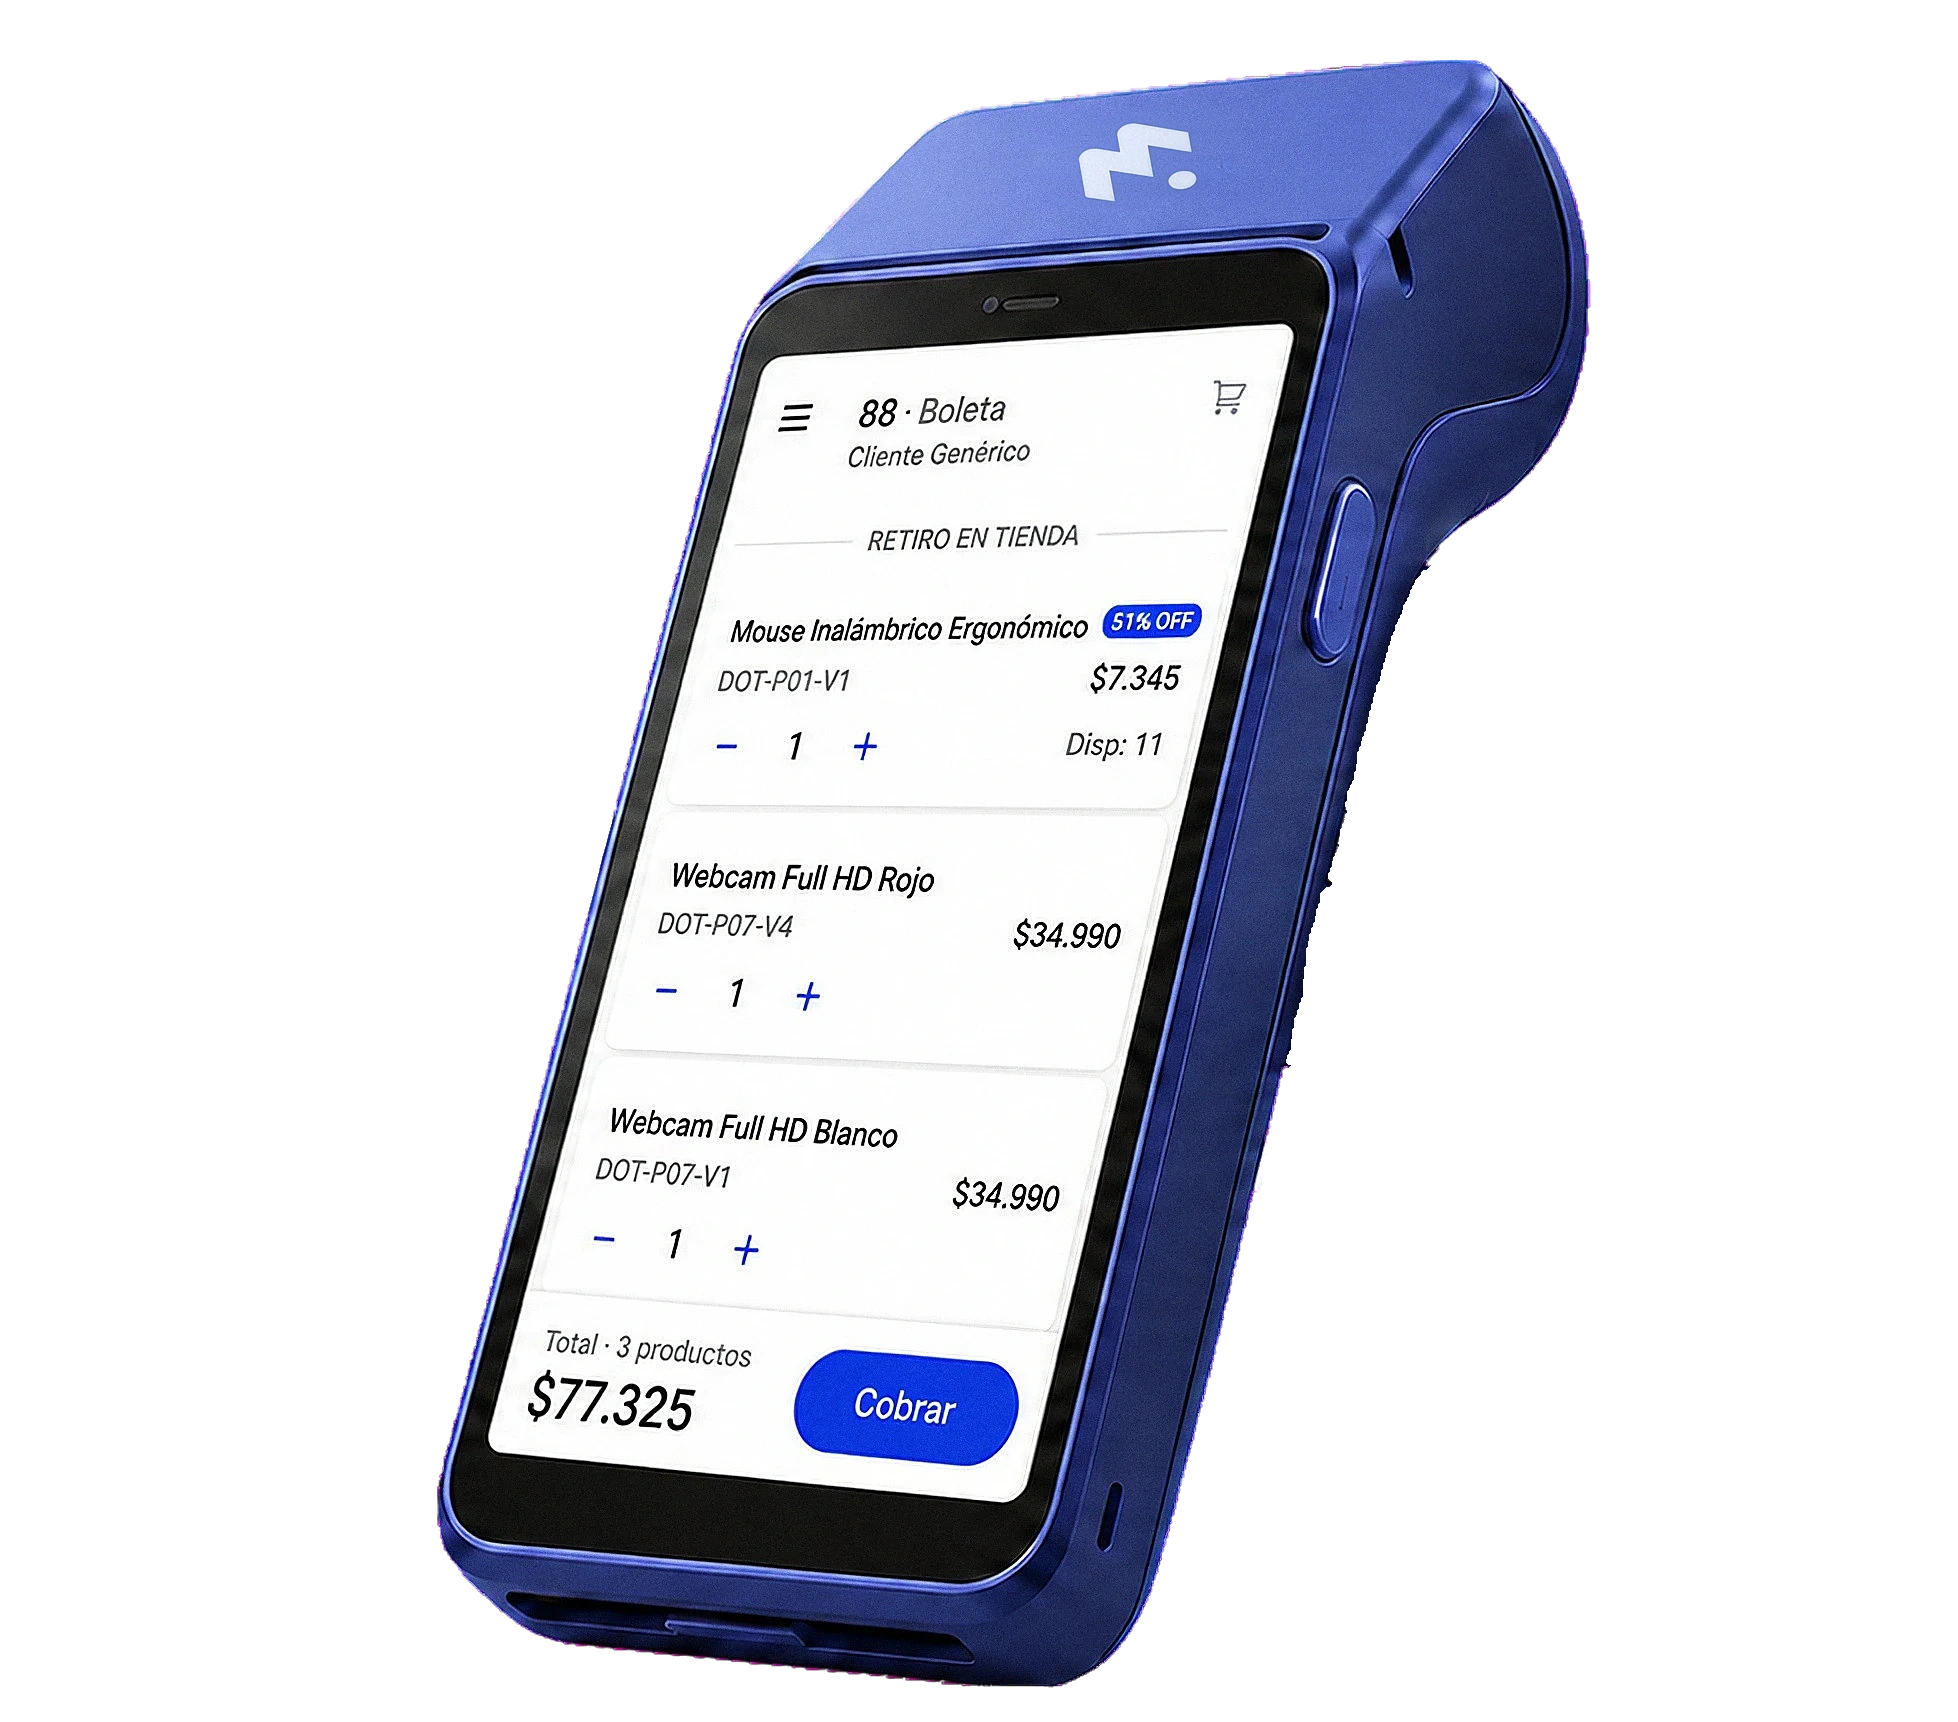 88 · Boleta
Cliente Genérico
RETIRO EN TIENDA
Mouse Inalámbrico Ergonómico 51% OFF
DOT-P01-V1 $7.345
− 1 + Disp: 11
Webcam Full HD Rojo
DOT-P07-V4 $34.990
− 1 +
Webcam Full HD Blanco
DOT-P07-V1 $34.990
− 1 +
Total · 3 productos
$77.325 Cobrar